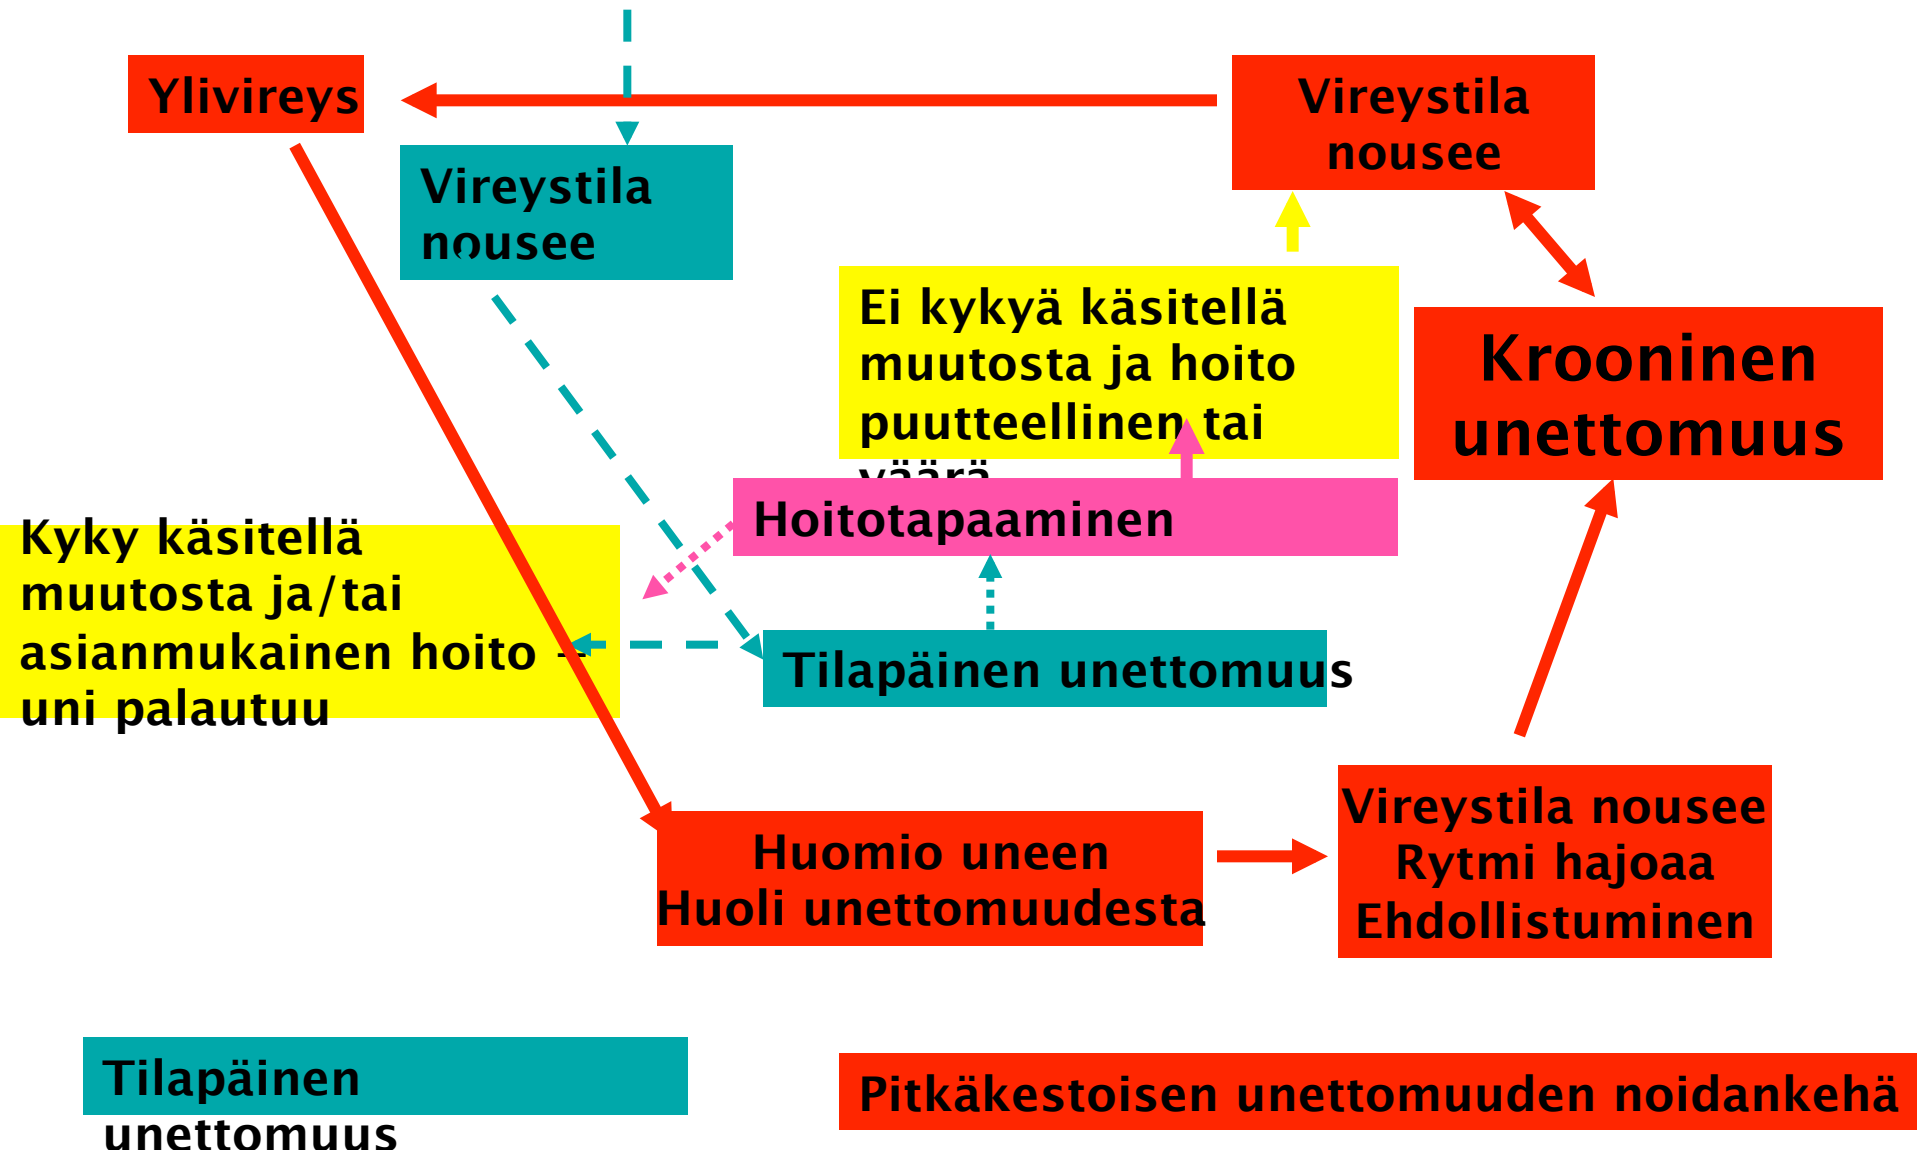 Ylivireys
Vireystila
nousee
Vireystila
nousee
Ei kykyä käsitellä
muutosta ja hoito
puutteellinen tai
väärä
Krooninen
unettomuus
Hoitotapaaminen
Kyky käsitellä
muutosta ja/tai
asianmukainen hoito =
uni palautuu
Tilapäinen unettomuus
Huomio uneen
Huoli unettomuudesta
Vireystila nousee
Rytmi hajoaa
Ehdollistuminen
Tilapäinen
unettomuus
Pitkäkestoisen unettomuuden noidankehä